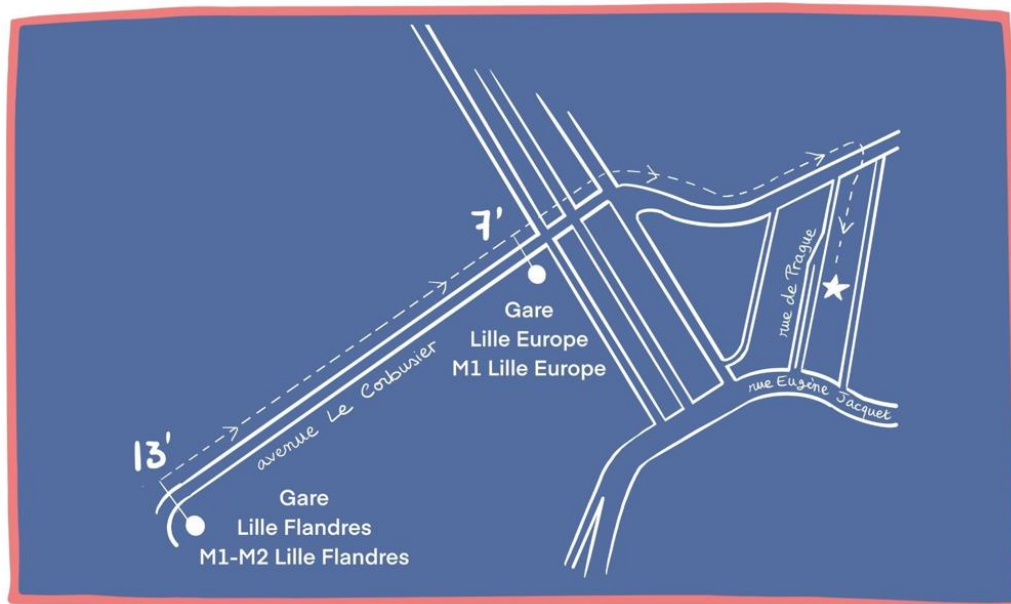 7'
Gare
Lille Europe
M1 Lille Europe
rue de Prague
rue Eugène Jacquet
avenue Le Corbusier
13'
Gare
Lille Flandres
M1-M2 Lille Flandres